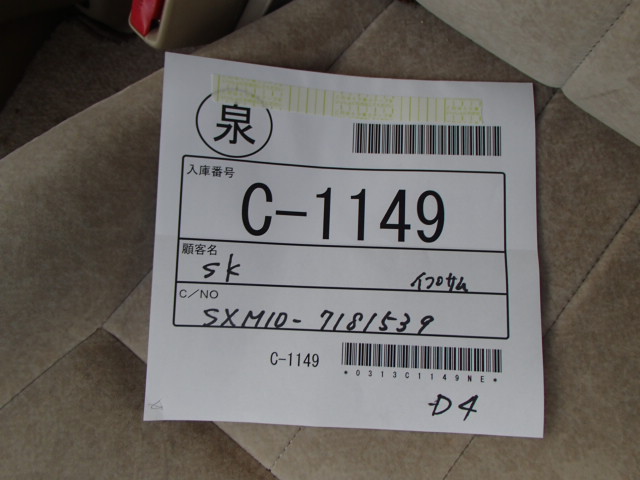 泉
入庫番号
C-1149
顧客名
SK イプサム
C/NO
SXM10-7181539
C-1149
*0313C1149NE*
D4